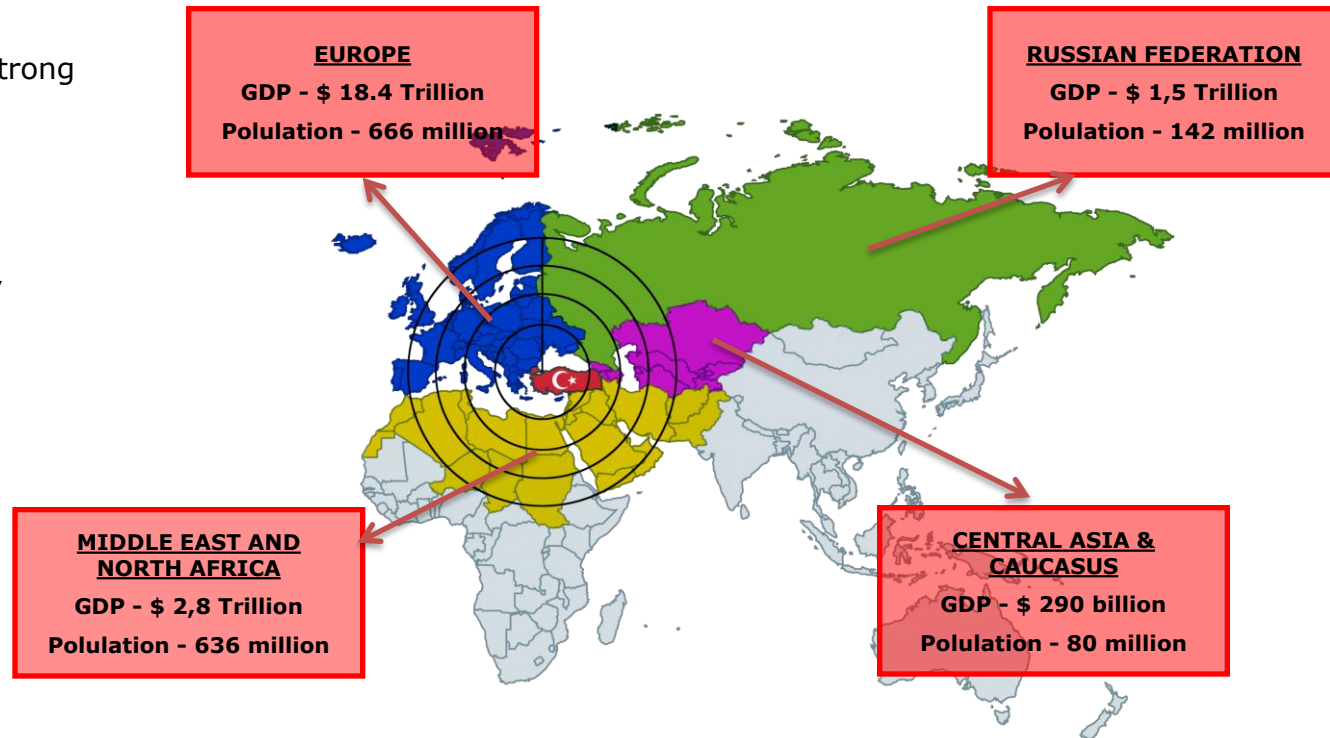 trong
EUROPE
GDP - $ 18.4 Trillion
Polulation - 666 million
RUSSIAN FEDERATION
GDP - $ 1,5 Trillion
Polulation - 142 million
MIDDLE EAST AND
NORTH AFRICA
GDP - $ 2,8 Trillion
Polulation - 636 million
CENTRAL ASIA &
CAUCASUS
GDP - $ 290 billion
Polulation - 80 million